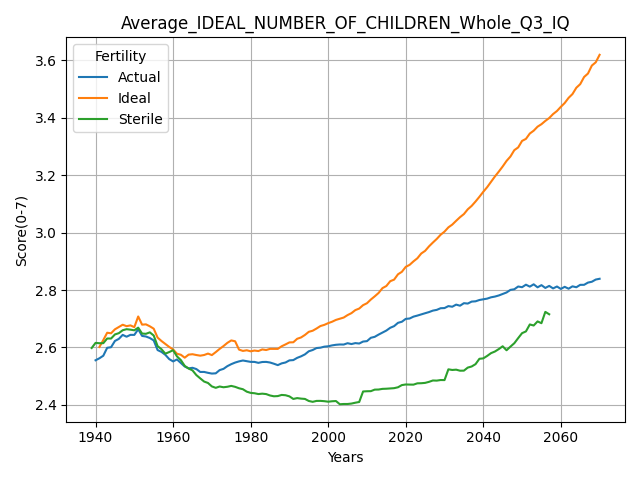 Average_IDEAL_NUMBER_OF_CHILDREN_Whole_Q3_IQ
Fertility
Actual
Ideal
Sterile
Score(0-7)
3.6
3.4
3.2
3.0
2.8
2.6
2.4
1940 1960 1980 2000 2020 2040 2060
Years